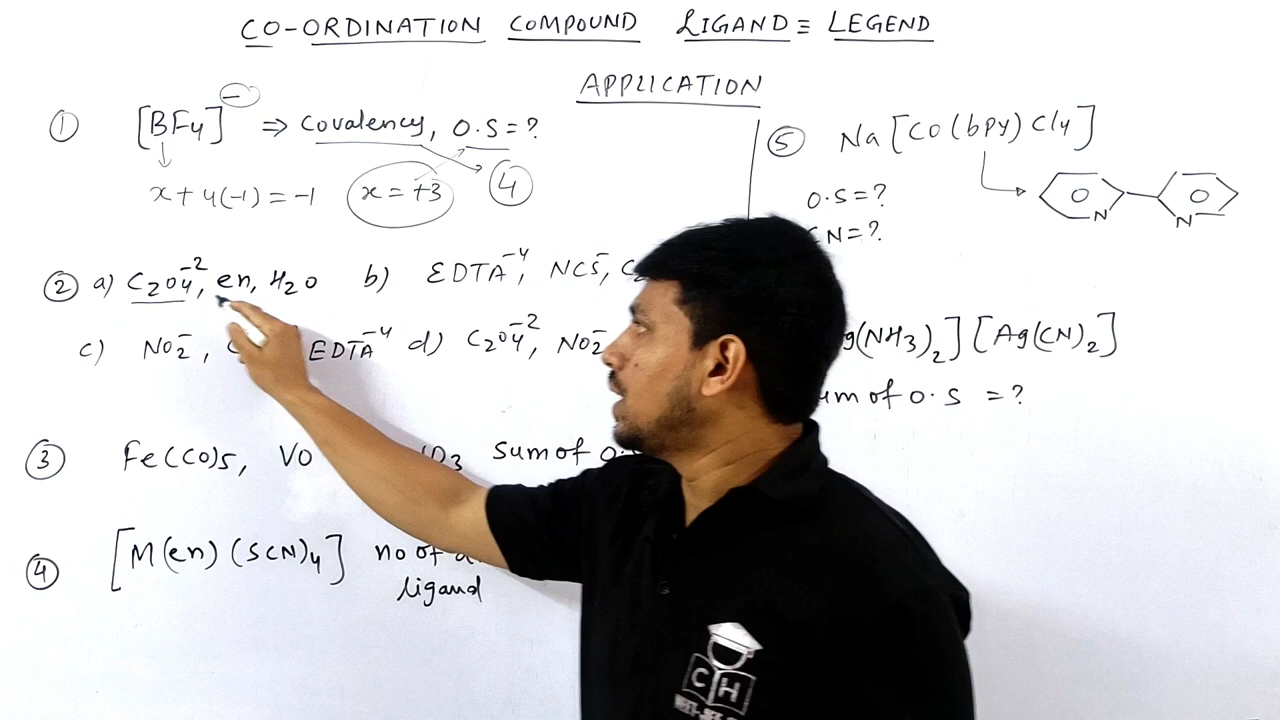 CO-ORDINATION COMPOUND LIGAND ≡ LEGEND
APPLICATION
① [BF4]⁻ ⇒ Covalency, O.S = ?
x + 4(-1) = -1 x = +3 4
② a) C2O4⁻², en, H2O b) EDTA⁻⁴, NCS⁻,
c) NO2⁻, EDTA⁻⁴ d) C2O4⁻², NO2⁻
③ Fe(CO)5, VO Sum of O.
④ [M(en)(SCN)4] no of
ligand
⑤ Na[CO(bpy)Cl4]
O.S = ?
N = ?
N N
(NH3)2][Ag(CN)2]
of O.S = ?
CH